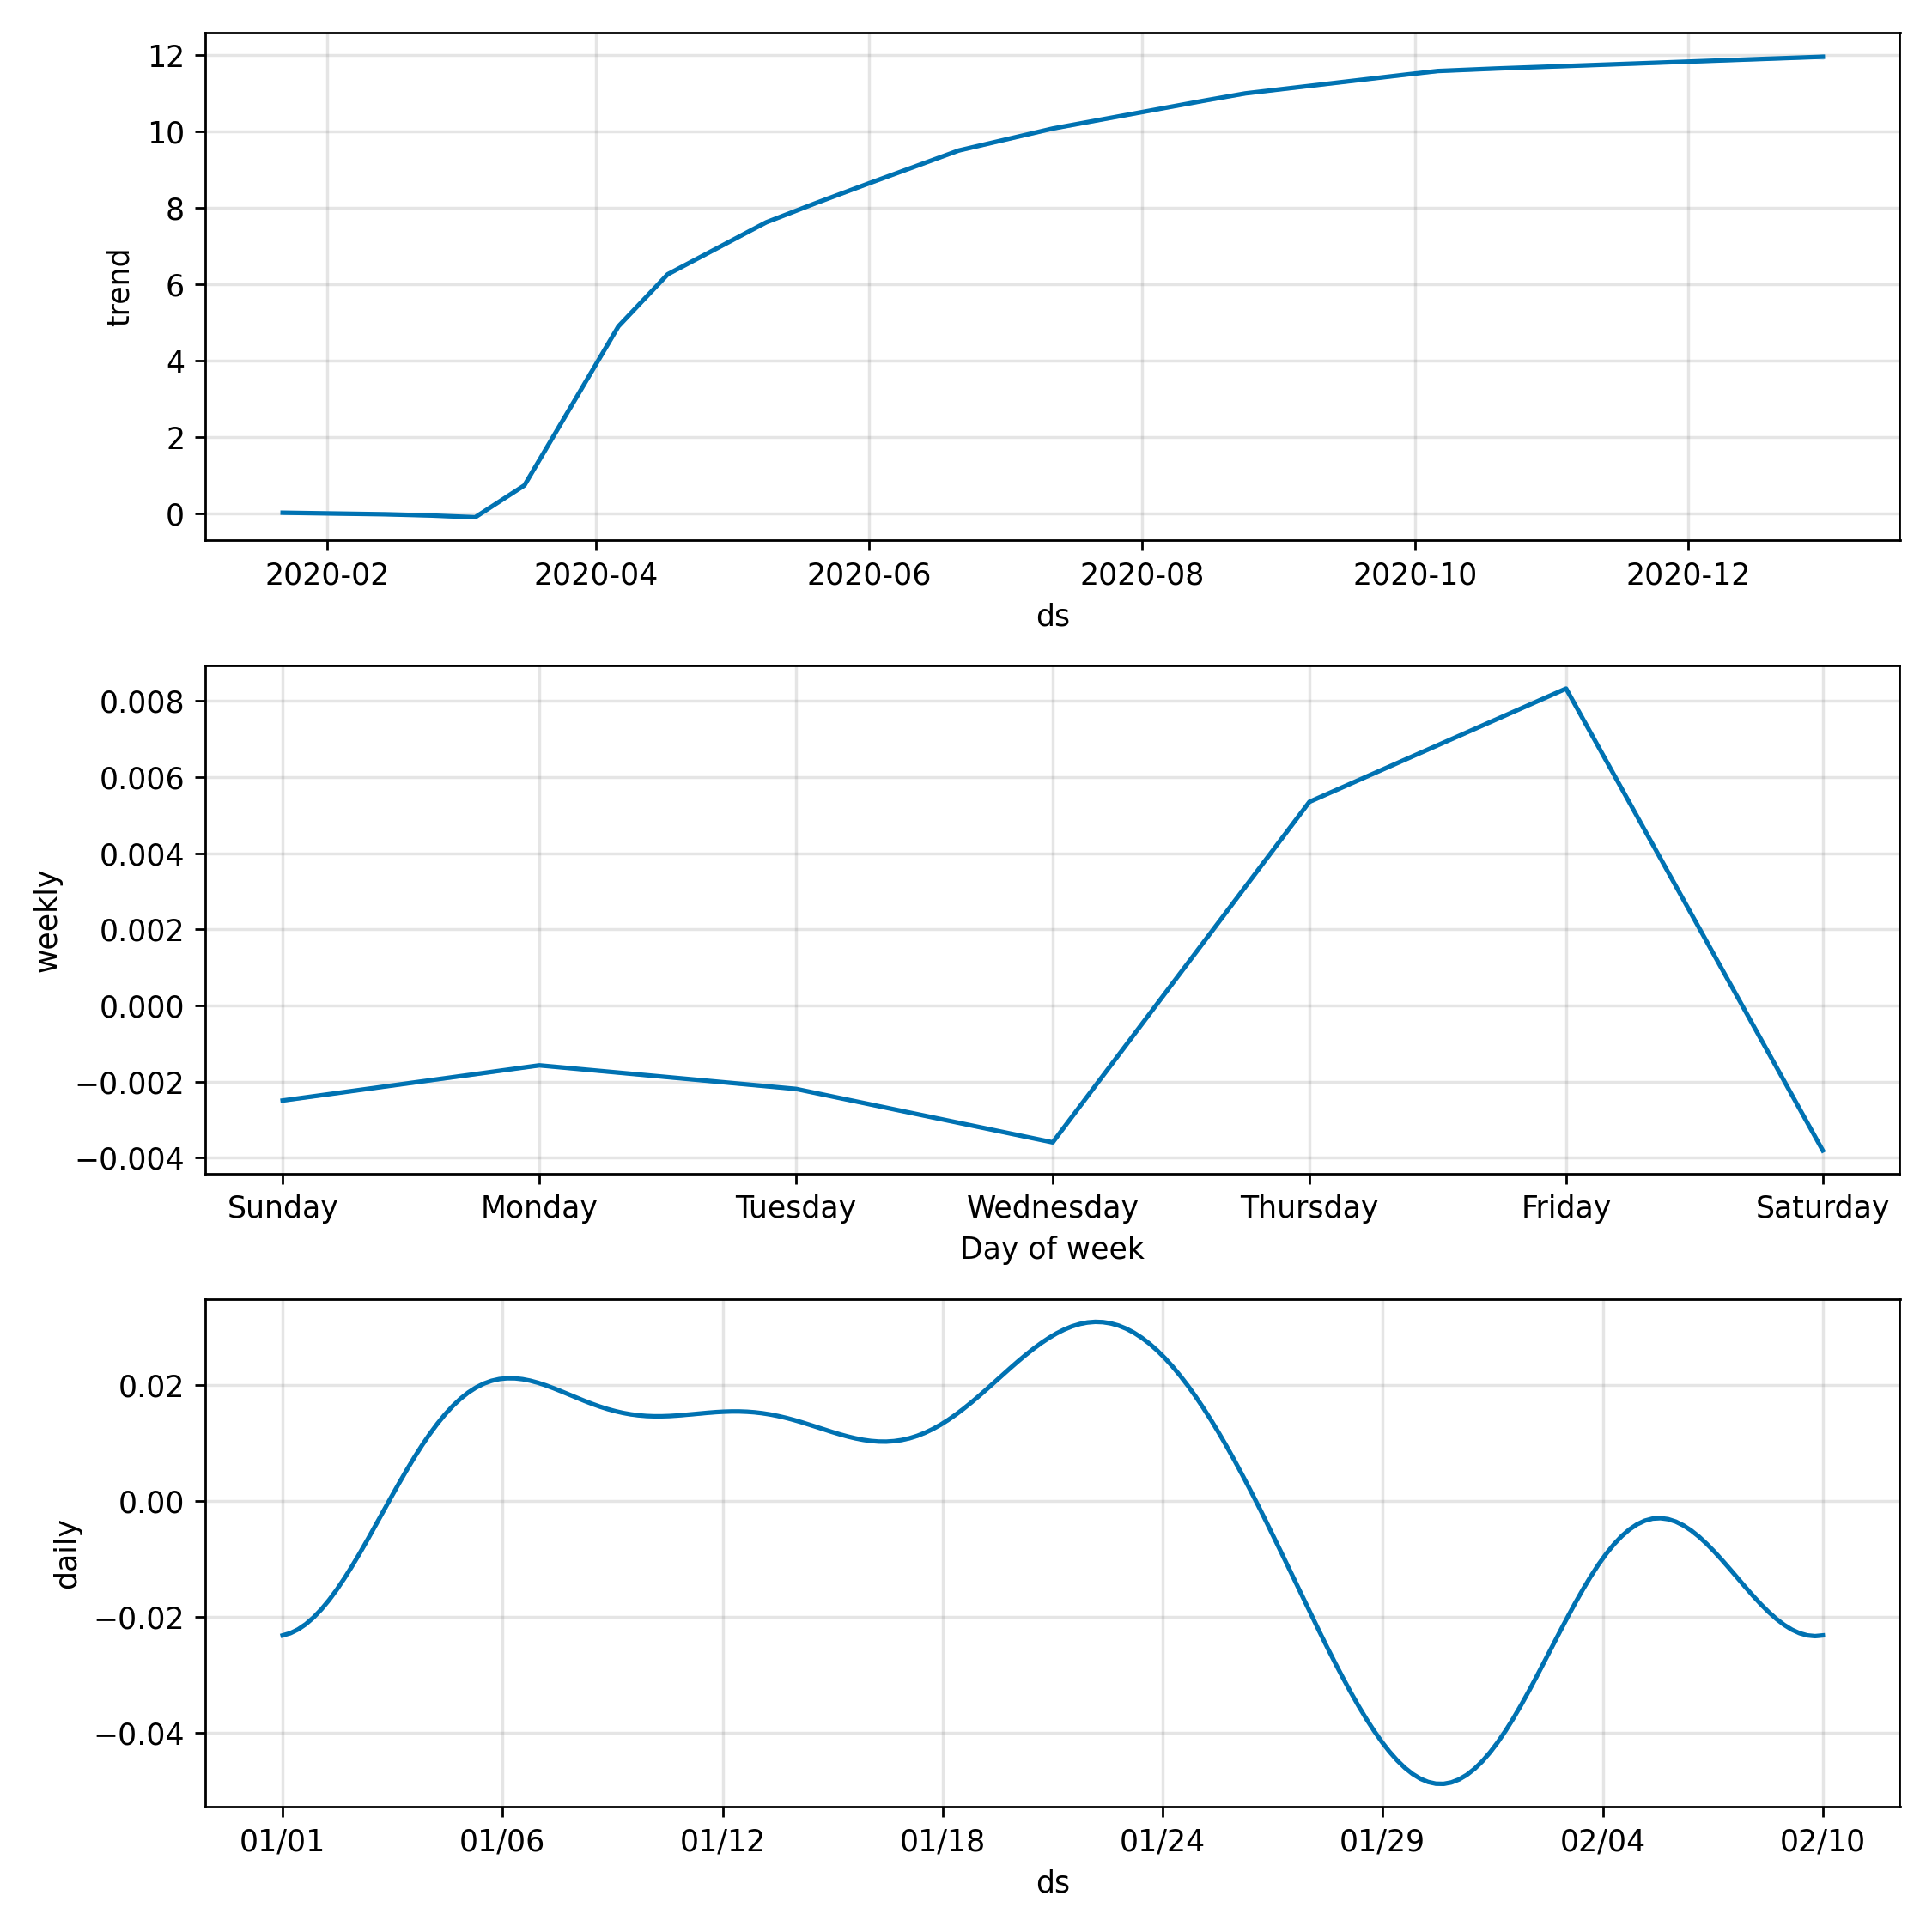 12
10
8
6
4
2
0
trend
2020-02 2020-04 2020-06 2020-08 2020-10 2020-12
ds
0.008
0.006
0.004
0.002
0.000
−0.002
−0.004
weekly
Sunday Monday Tuesday Wednesday Thursday Friday Saturday
Day of week
0.02
0.00
−0.02
−0.04
daily
01/01 01/06 01/12 01/18 01/24 01/29 02/04 02/10
ds